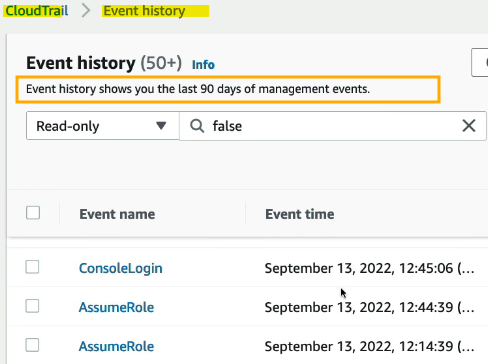 CloudTrail > Event history
Event history (50+) Info
Event history shows you the last 90 days of management events.
Read-only false
Event name Event time
ConsoleLogin September 13, 2022, 12:45:06 (...
AssumeRole September 13, 2022, 12:44:39 (...
AssumeRole September 13, 2022, 12:14:39 (...